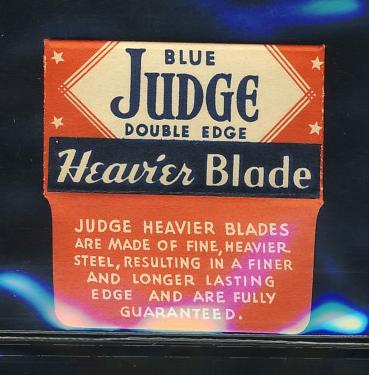 BLUE
JUDGE
DOUBLE EDGE
Heavier Blade
JUDGE HEAVIER BLADES
ARE MADE OF FINE, HEAVIER
STEEL, RESULTING IN A FINER
AND LONGER LASTING
EDGE AND ARE FULLY
GUARANTEED.